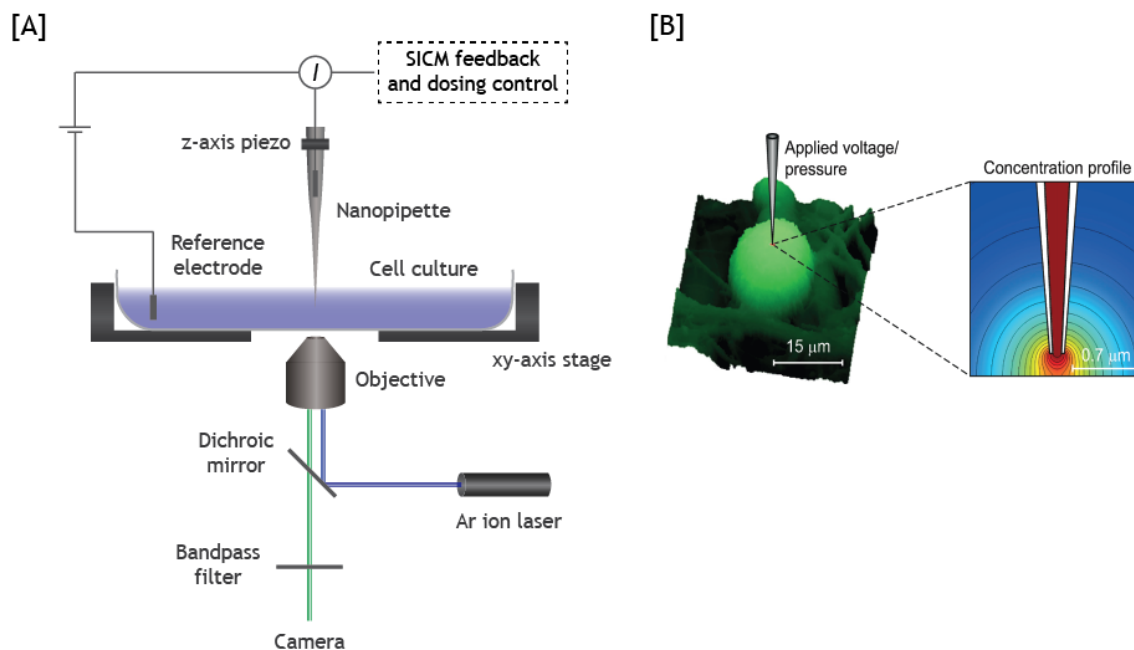 [A]
SICM feedback
and dosing control
I
z-axis piezo
Nanopipette
Reference
electrode
Cell culture
xy-axis stage
Objective
Dichroic
mirror
Ar ion laser
Bandpass
filter
Camera
[B]
Applied voltage/
pressure
Concentration profile
15 μm
0.7 μm